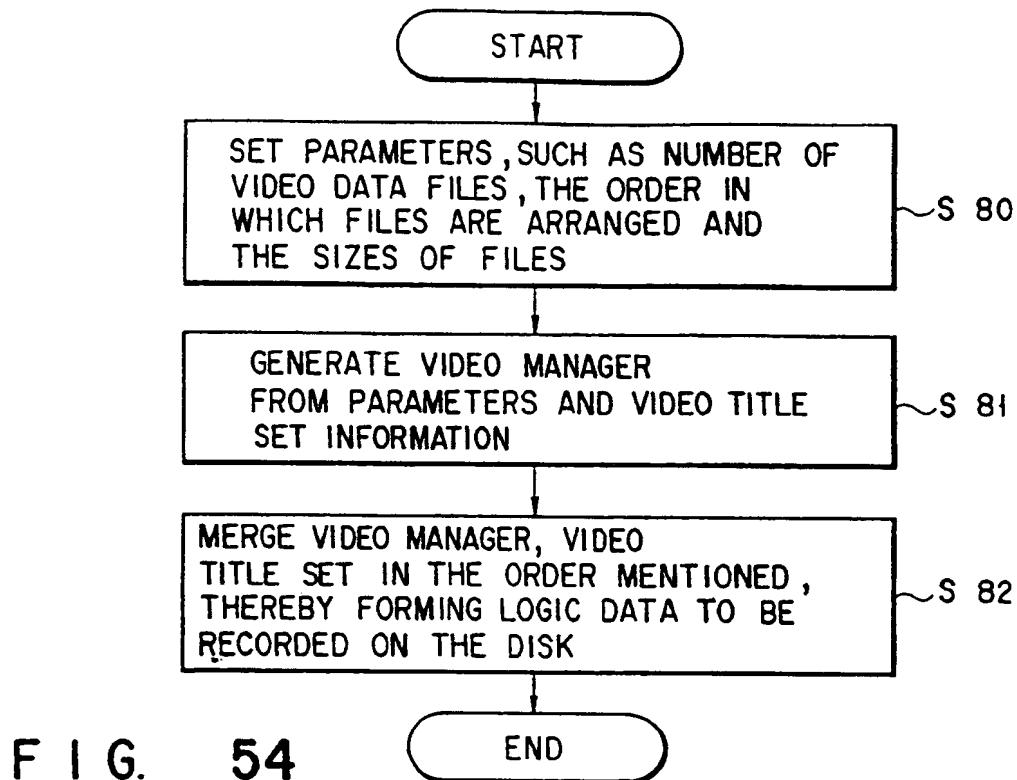 START
SET PARAMETERS, SUCH AS NUMBER OF
VIDEO DATA FILES, THE ORDER IN
WHICH FILES ARE ARRANGED AND
THE SIZES OF FILES
S 80
GENERATE VIDEO MANAGER
FROM PARAMETERS AND VIDEO TITLE
SET INFORMATION
S 81
MERGE VIDEO MANAGER, VIDEO
TITLE SET IN THE ORDER MENTIONED,
THEREBY FORMING LOGIC DATA TO BE
RECORDED ON THE DISK
S 82
END
FIG. 54